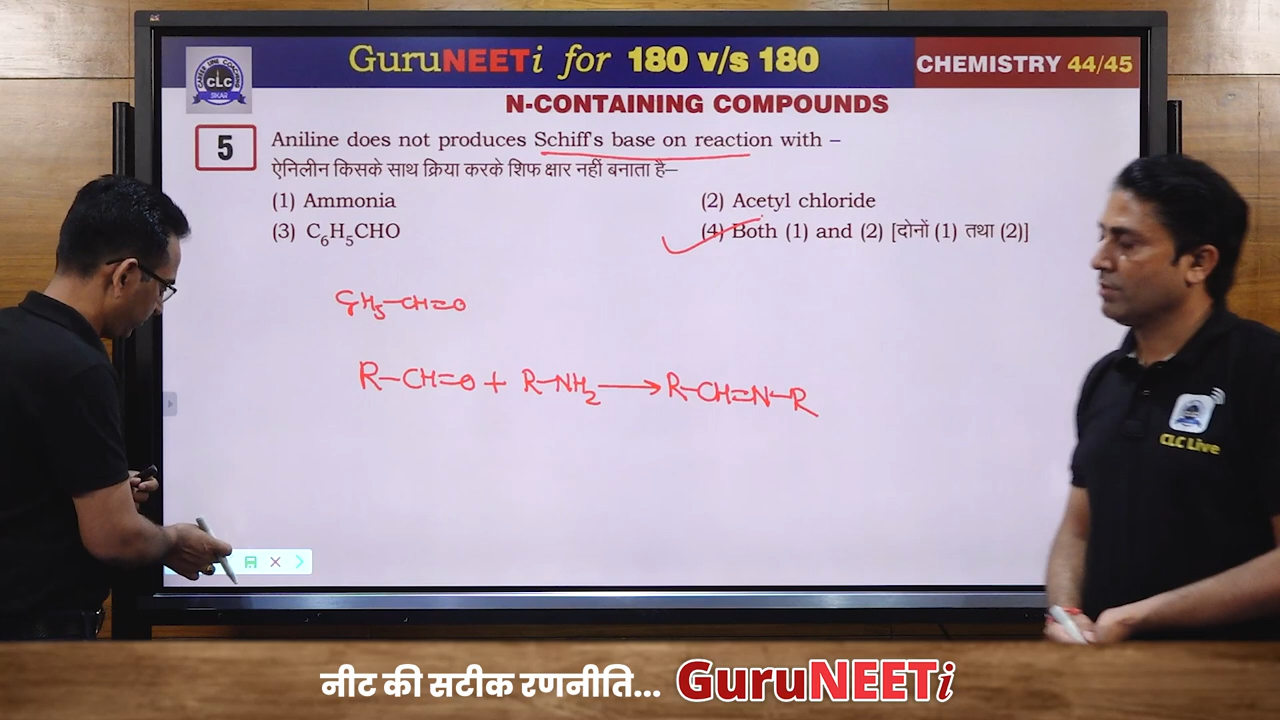 GuruNEETi for 180 v/s 180
CHEMISTRY 44/45
CLC
SIKAR
N-CONTAINING COMPOUNDS
5
Aniline does not produces Schiff's base on reaction with –
ऐनिलीन किसके साथ क्रिया करके शिफ क्षार नहीं बनाता है–
(1) Ammonia
(2) Acetyl chloride
(3) C₆H₅CHO
(4) Both (1) and (2) [दोनों (1) तथा (2)]
C₆H₅–CH=O
R–CH=O + R–NH₂ ⟶ R–CH=N–R
CLC Live
नीट की सटीक रणनीति... GuruNEETi